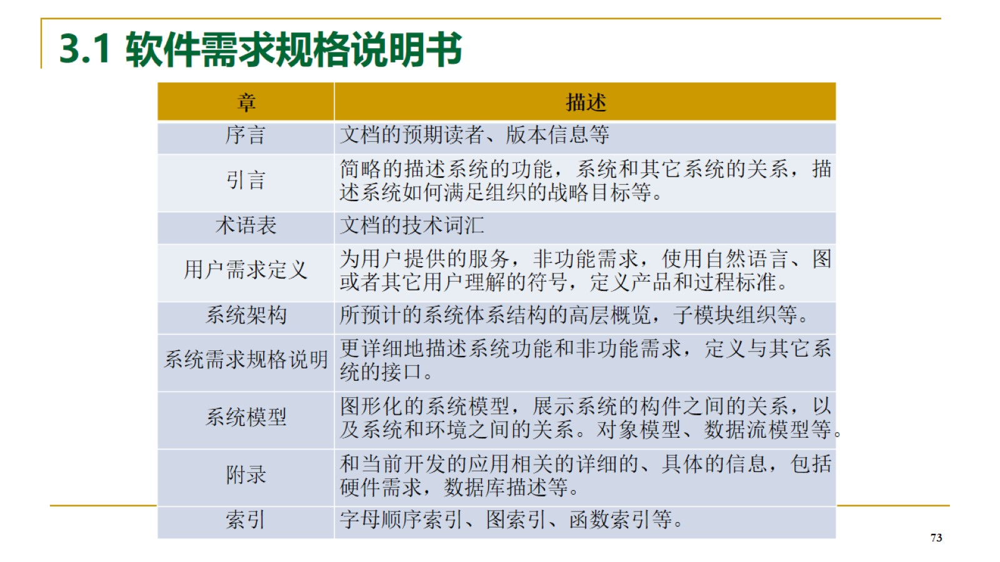 3.1 软件需求规格说明书
章 描述
序言 文档的预期读者、版本信息等
引言 简略的描述系统的功能，系统和其它系统的关系，描
述系统如何满足组织的战略目标等。
术语表 文档的技术词汇
用户需求定义 为用户提供的服务，非功能需求，使用自然语言、图
或者其它用户理解的符号，定义产品和过程标准。
系统架构 所预计的系统体系结构的高层概览，子模块组织等。
系统需求规格说明 更详细地描述系统功能和非功能需求，定义与其它系
统的接口。
系统模型 图形化的系统模型，展示系统的构件之间的关系，以
及系统和环境之间的关系。对象模型、数据流模型等。
附录 和当前开发的应用相关的详细的、具体的信息，包括
硬件需求，数据库描述等。
索引 字母顺序索引、图索引、函数索引等。
73